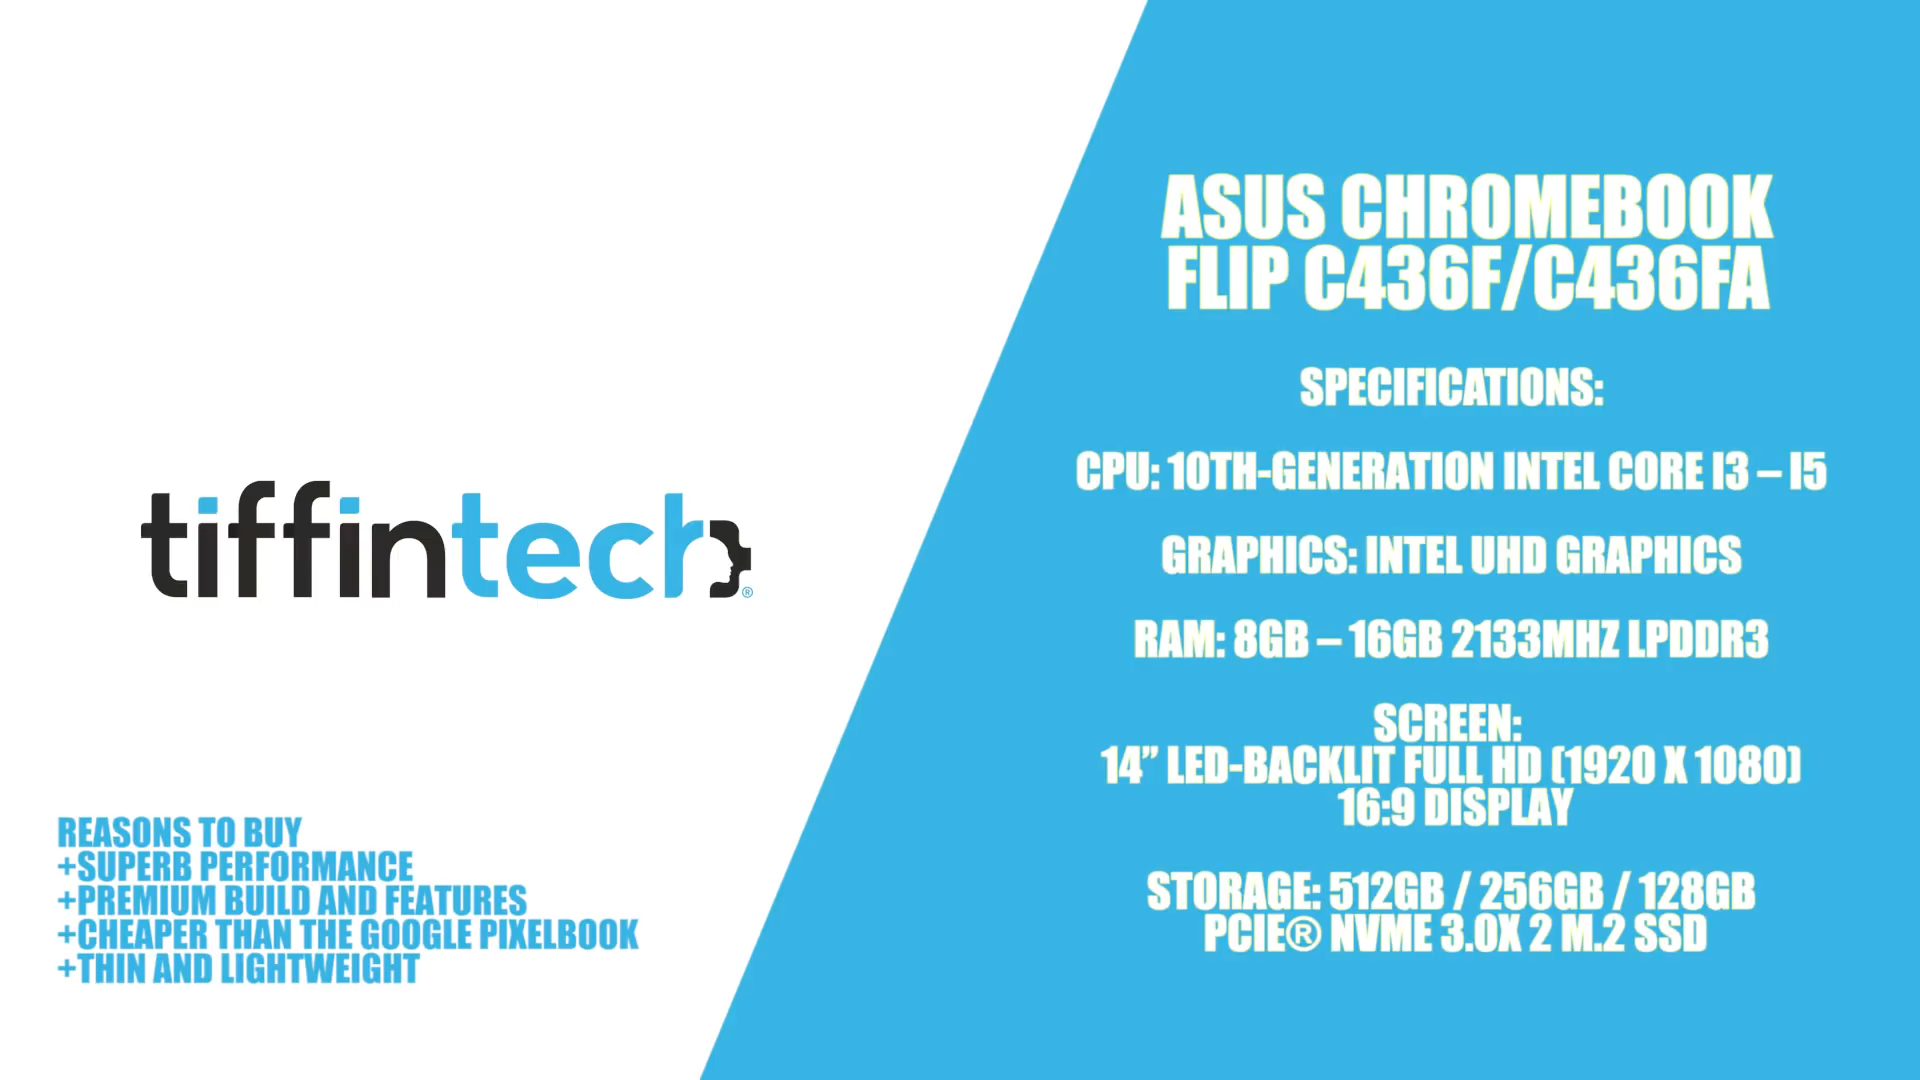 tiffintech®
REASONS TO BUY
+SUPERB PERFORMANCE
+PREMIUM BUILD AND FEATURES
+CHEAPER THAN THE GOOGLE PIXELBOOK
+THIN AND LIGHTWEIGHT
ASUS CHROMEBOOK
FLIP C436F/C436FA
SPECIFICATIONS:
CPU: 10TH-GENERATION INTEL CORE I3 – I5
GRAPHICS: INTEL UHD GRAPHICS
RAM: 8GB – 16GB 2133MHZ LPDDR3
SCREEN:
14” LED-BACKLIT FULL HD (1920 X 1080)
16:9 DISPLAY
STORAGE: 512GB / 256GB / 128GB
PCIE® NVME 3.0X 2 M.2 SSD